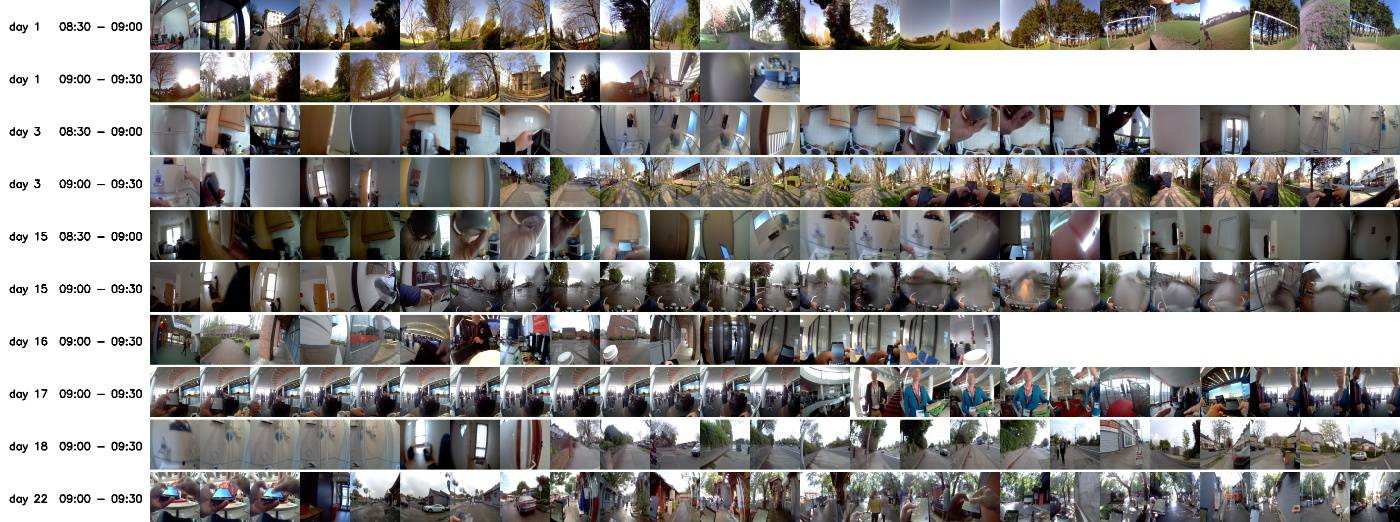 day 1 08:30 – 09:00
day 1 09:00 – 09:30
day 3 08:30 – 09:00
day 3 09:00 – 09:30
day 15 08:30 – 09:00
day 15 09:00 – 09:30
day 16 09:00 – 09:30
day 17 09:00 – 09:30
day 18 09:00 – 09:30
day 22 09:00 – 09:30